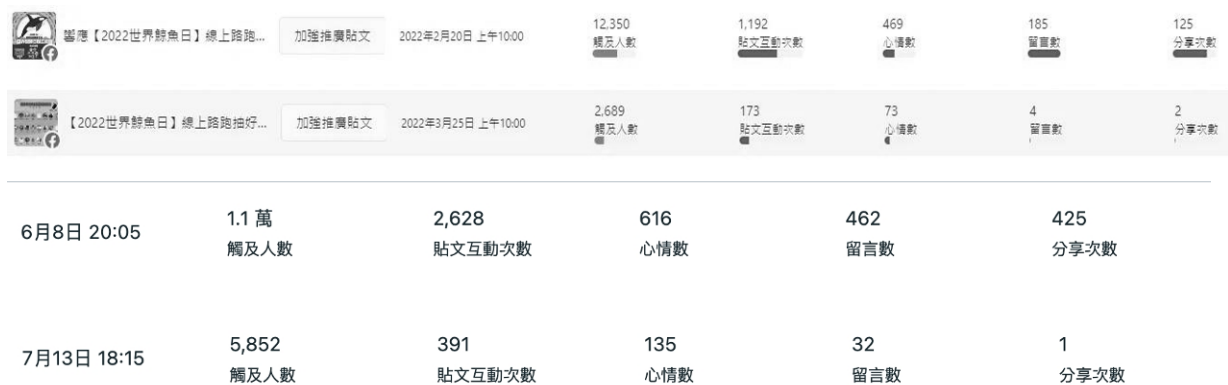 響應【2022世界鯨魚日】線上路跑... 加強推廣貼文 2022年2月20日 上午10:00 12,350 1,192 469 185 125
觸及人數 貼文互動次數 心情數 留言數 分享次數
【2022世界鯨魚日】線上路跑抽好... 加強推廣貼文 2022年3月25日 上午10:00 2,689 173 73 4 2
觸及人數 貼文互動次數 心情數 留言數 分享次數
6月8日 20:05 1.1 萬 2,628 616 462 425
觸及人數 貼文互動次數 心情數 留言數 分享次數
7月13日 18:15 5,852 391 135 32 1
觸及人數 貼文互動次數 心情數 留言數 分享次數